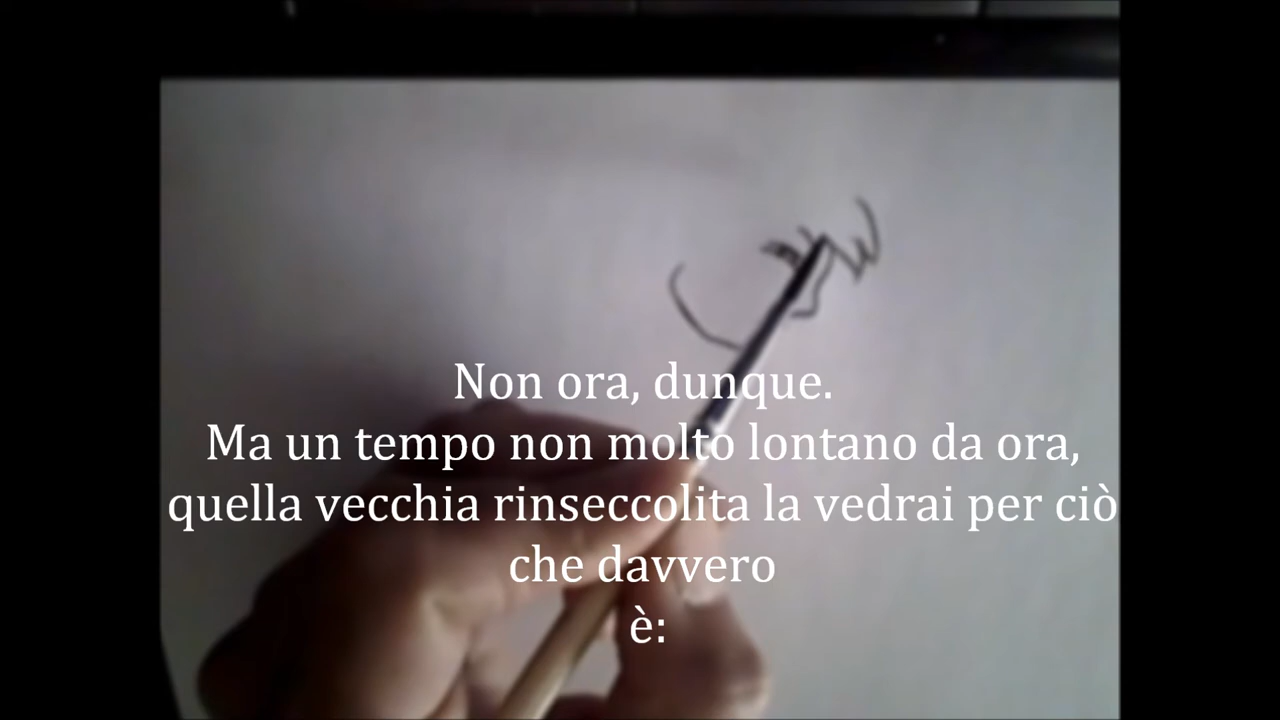 Non ora, dunque.
Ma un tempo non molto lontano da ora,
quella vecchia rinseccolita la vedrai per ciò
che davvero
è: